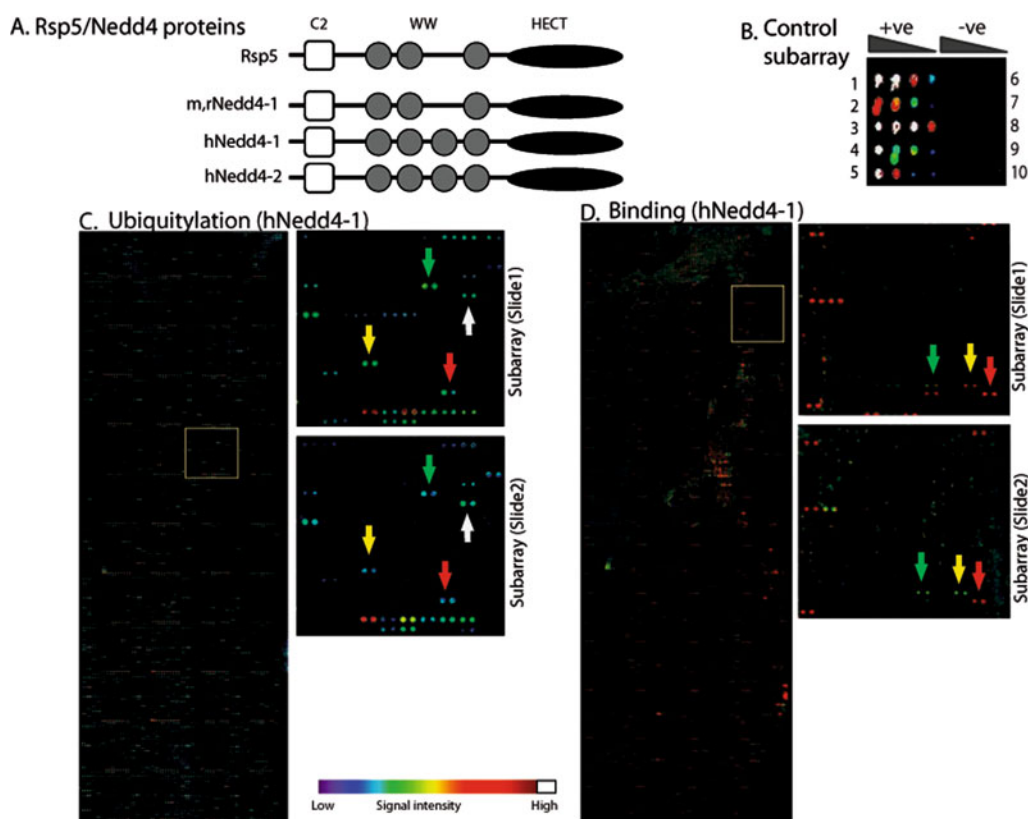 A. Rsp5/Nedd4 proteins
C2 WW HECT
Rsp5
m,rNedd4-1
hNedd4-1
hNedd4-2
B. Control subarray
+ve -ve
1 6
2 7
3 8
4 9
5 10
C. Ubiquitylation (hNedd4-1)
Subarray (Slide1)
Subarray (Slide2)
D. Binding (hNedd4-1)
Subarray (Slide1)
Subarray (Slide2)
Low Signal intensity High